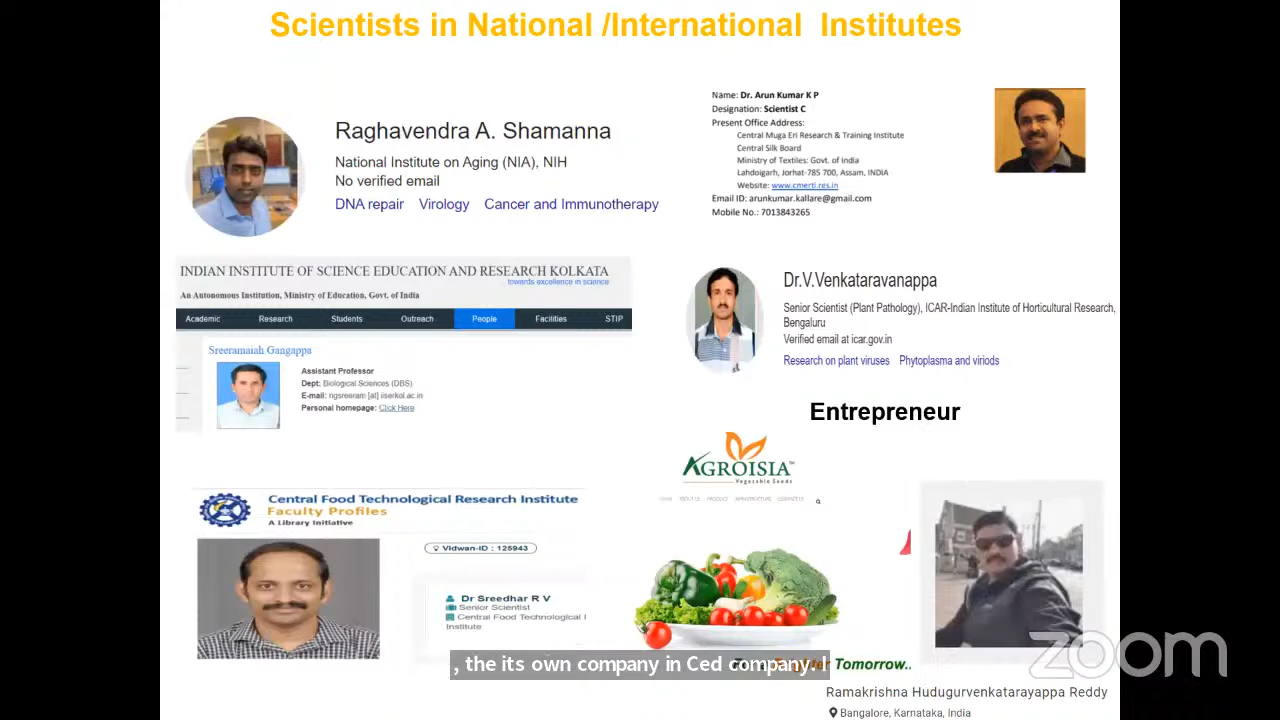 Scientists in National /International Institutes
Raghavendra A. Shamanna
National Institute on Aging (NIA), NIH
No verified email
DNA repair Virology Cancer and Immunotherapy
Name: Dr. Arun Kumar K P
Designation: Scientist C
Present Office Address:
Central Muga Eri Research & Training Institute
Central Silk Board
Ministry of Textiles: Govt. of India
Lahdoigarh, Jorhat-785 700, Assam, INDIA
Website: www.cmerti.res.in
Email ID: arunkumar.kallare@gmail.com
Mobile No.: 7013843265
INDIAN INSTITUTE OF SCIENCE EDUCATION AND RESEARCH KOLKATA
towards excellence in science
An Autonomous Institution, Ministry of Education, Govt. of India
Academic Research Students Outreach People Facilities STIP
Sreeramaiah Gangappa
Assistant Professor
Dept: Biological Sciences (DBS)
E-mail: ngsreeram [at] iiserkol.ac.in
Personal homepage: Click Here
Dr.V.Venkataravanappa
Senior Scientist (Plant Pathology), ICAR-Indian Institute of Horticultural Research,
Bengaluru
Verified email at icar.gov.in
Research on plant viruses Phytoplasma and viriods
Entrepreneur
AGROISIA™
Vegetable Seeds
HOME ABOUT US PRODUCT INFRASTRUCTURE CONTACT US
Central Food Technological Research Institute
Faculty Profiles
A Library Initiative
Vidwan-ID : 125943
Dr Sreedhar R V
Senior Scientist
Central Food Technological
Institute
Tomorrow..
, the its own company in Ced company. I
zoom
Ramakrishna Hudugurvenkatarayappa Reddy
Bangalore, Karnataka, India